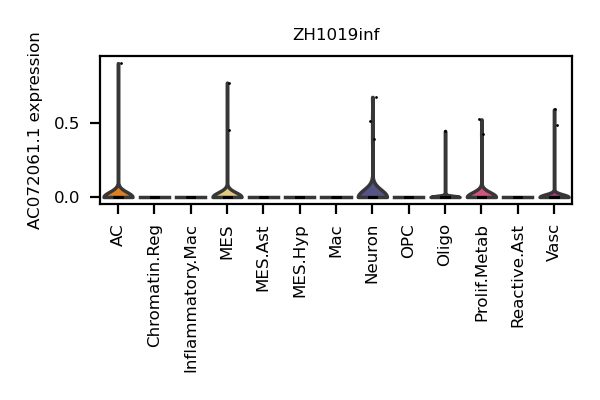 ZH1019inf
AC072061.1 expression
0.5
0.0
AC
Chromatin.Reg
Inflammatory.Mac
MES
MES.Ast
MES.Hyp
Mac
Neuron
OPC
Oligo
Prolif.Metab
Reactive.Ast
Vasc